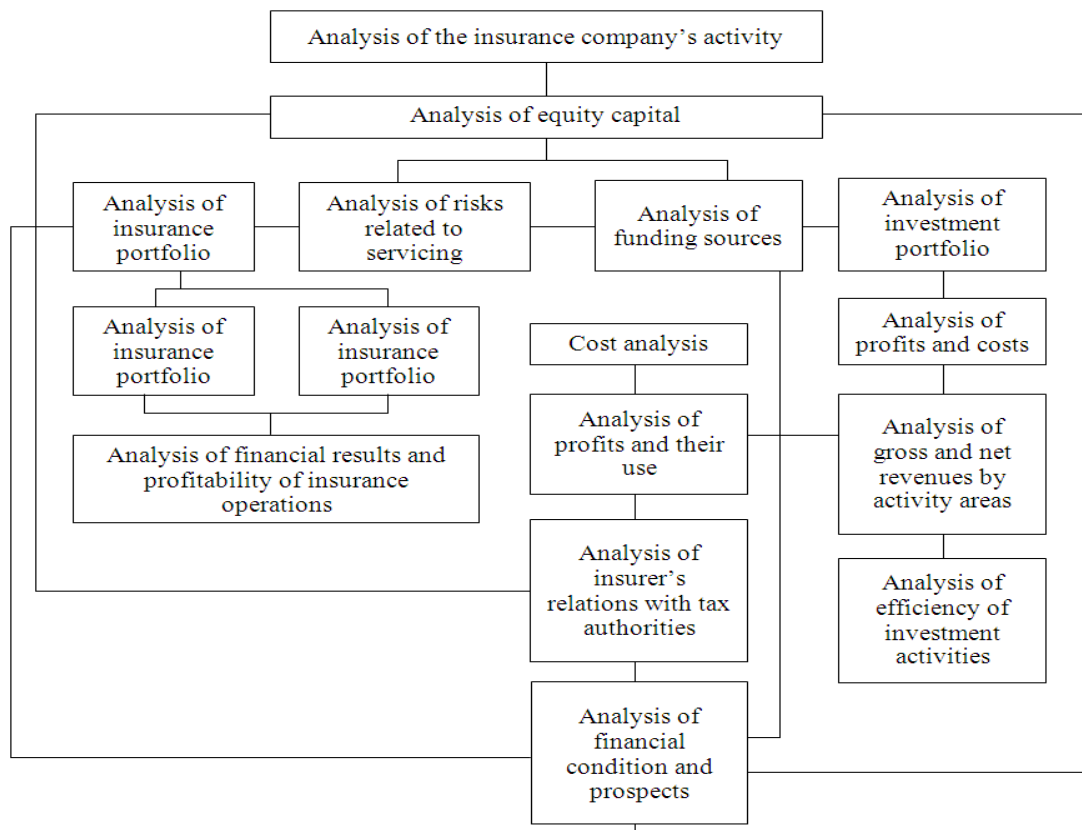 Analysis of the insurance company’s activity
Analysis of equity capital
Analysis of
insurance
portfolio
Analysis of risks
related to
servicing
Analysis of
funding sources
Analysis of
investment
portfolio
Analysis of
insurance
portfolio
Analysis of
insurance
portfolio
Cost analysis
Analysis of
profits and costs
Analysis of financial results and
profitability of insurance
operations
Analysis of
profits and their
use
Analysis of
gross and net
revenues by
activity areas
Analysis of
insurer’s
relations with tax
authorities
Analysis of
efficiency of
investment
activities
Analysis of
financial
condition and
prospects